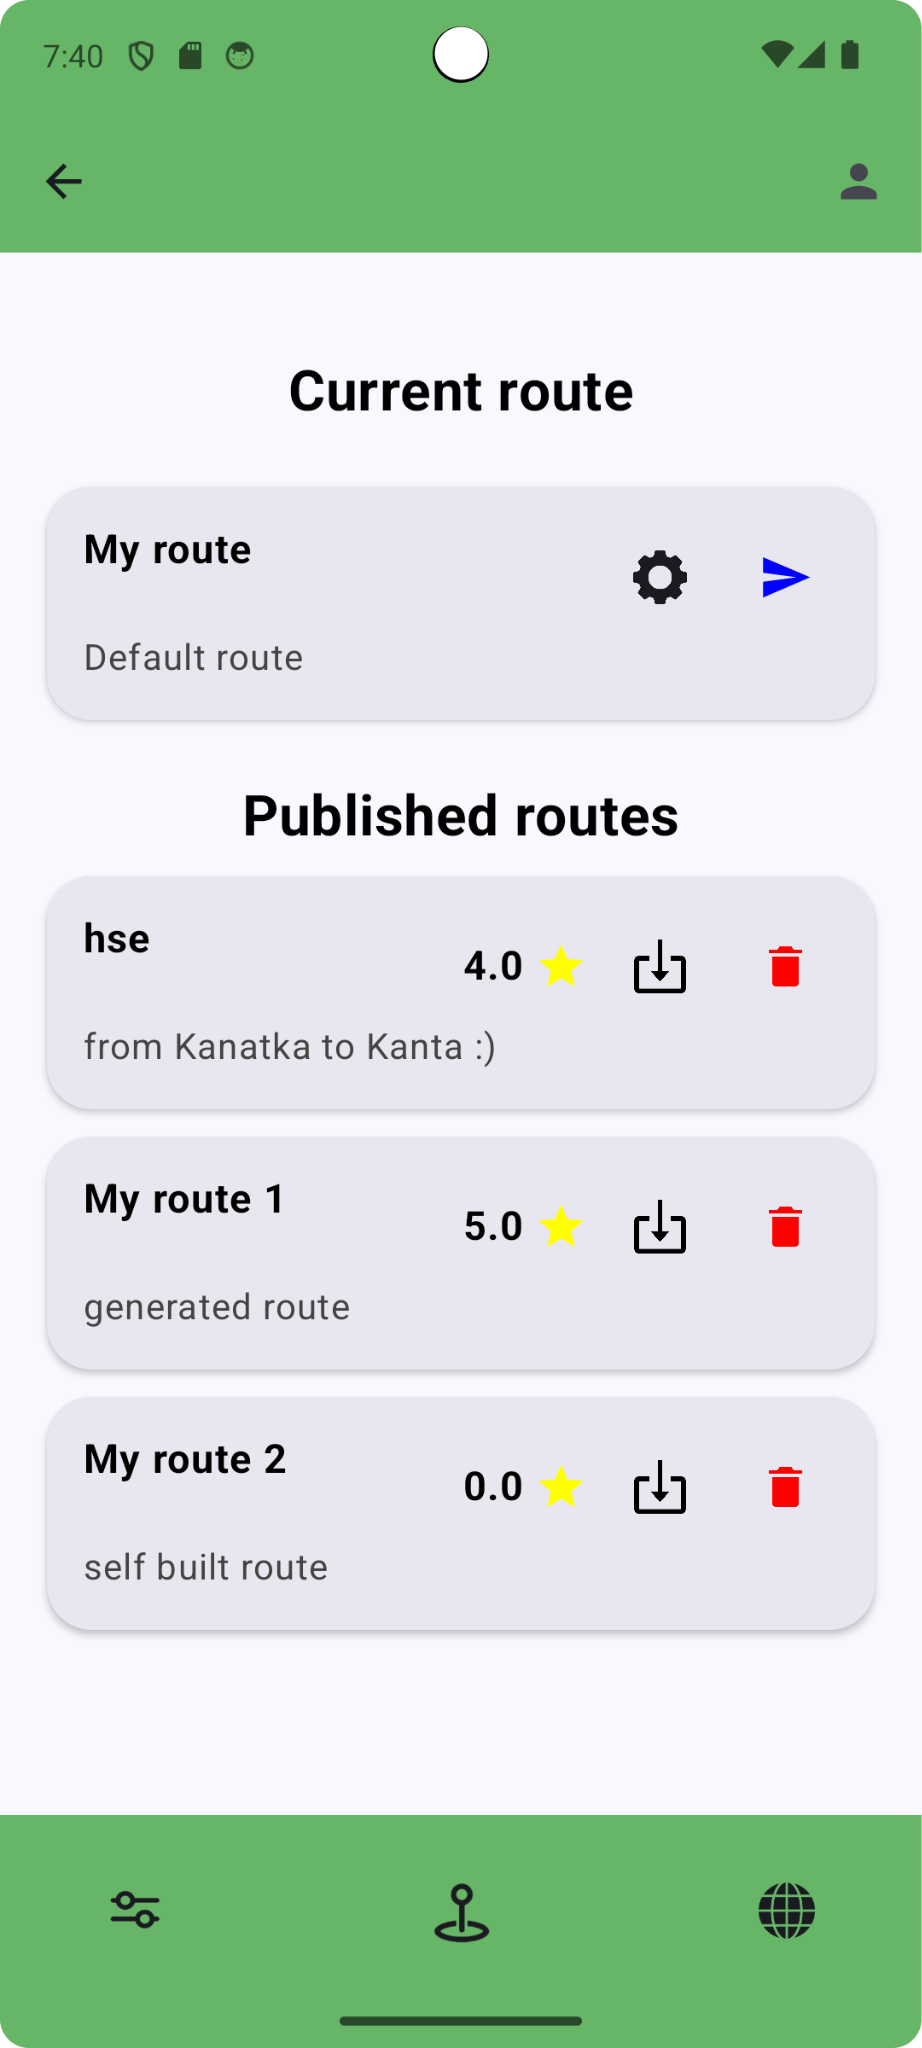 7:40
Current route
My route
Default route
Published routes
hse
4.0
from Kanatka to Kanta :)
My route 1
5.0
generated route
My route 2
0.0
self built route